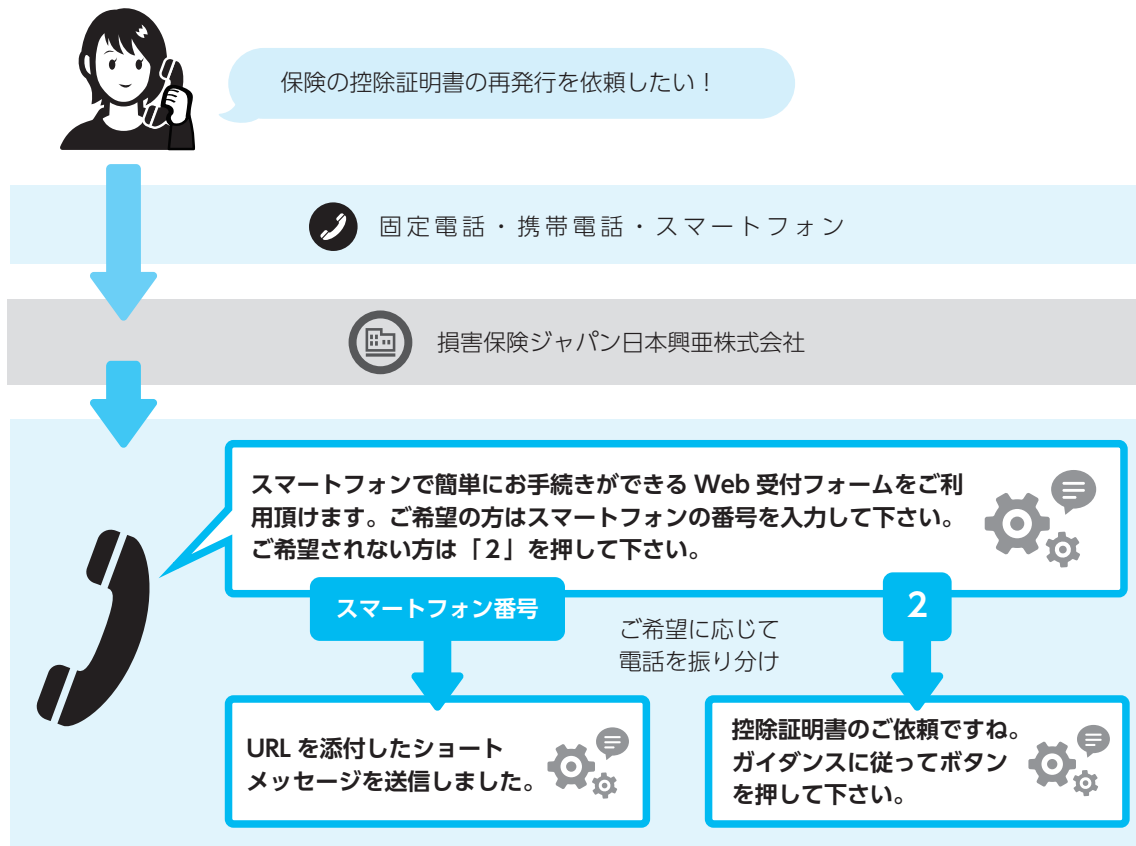 保険の控除証明書の再発行を依頼したい！
固定電話・携帯電話・スマートフォン
損害保険ジャパン日本興亜株式会社
スマートフォンで簡単にお手続きができる Web 受付フォームをご利
用頂けます。ご希望の方はスマートフォンの番号を入力して下さい。
ご希望されない方は「2」を押して下さい。
スマートフォン番号
2
ご希望に応じて
電話を振り分け
URL を添付したショート
メッセージを送信しました。
控除証明書のご依頼ですね。
ガイダンスに従ってボタン
を押して下さい。